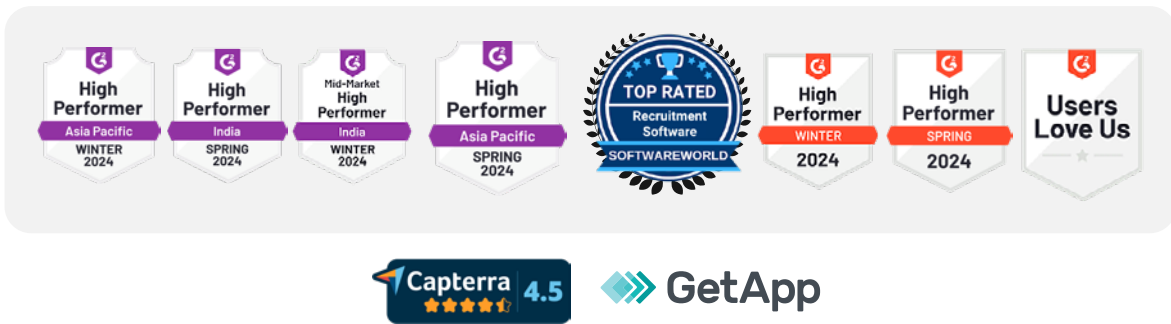 High
Performer
Asia Pacific
WINTER
2024
High
Performer
India
SPRING
2024
Mid-Market
High
Performer
India
WINTER
2024
High
Performer
Asia Pacific
SPRING
2024
TOP RATED
Recruitment
Software
SOFTWAREWORLD
High
Performer
WINTER
2024
High
Performer
SPRING
2024
Users
Love Us
Capterra
4.5
GetApp